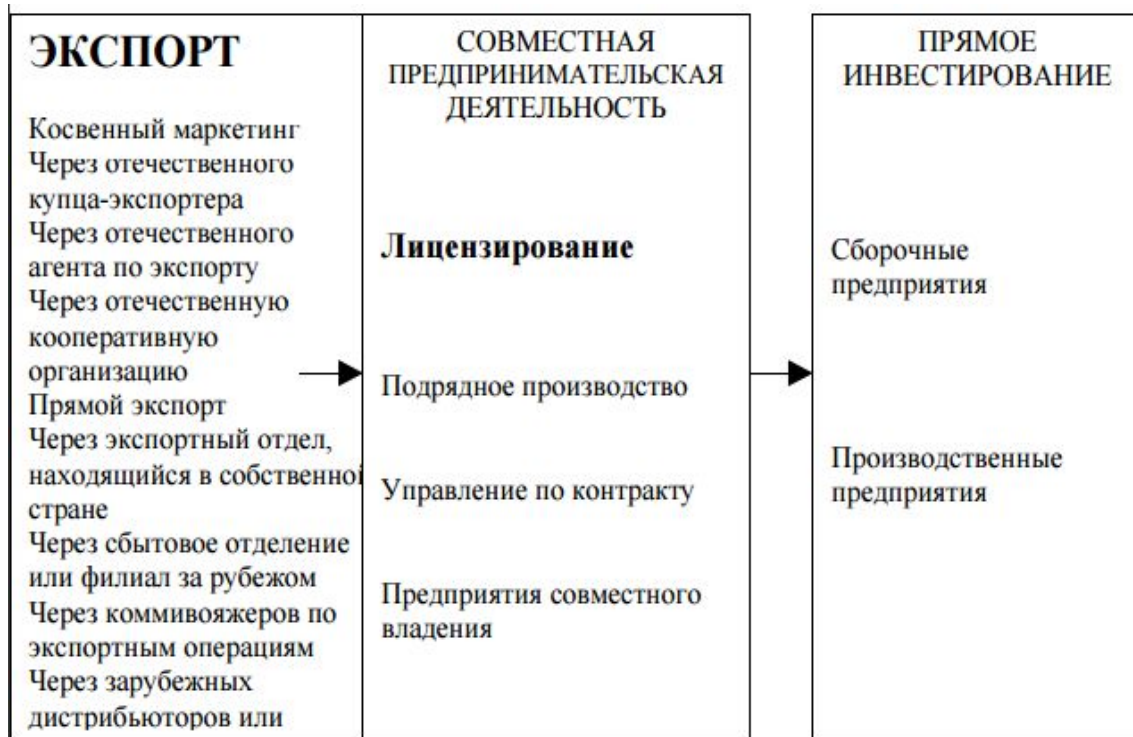 ЭКСПОРТ
Косвенный маркетинг
Через отечественного
купца-экспортера
Через отечественного
агента по экспорту
Через отечественную
кооперативную
организацию
Прямой экспорт
Через экспортный отдел,
находящийся в собственной
стране
Через сбытовое отделение
или филиал за рубежом
Через коммивояжеров по
экспортным операциям
Через зарубежных
дистрибьюторов или
СОВМЕСТНАЯ
ПРЕДПРИНИМАТЕЛЬСКАЯ
ДЕЯТЕЛЬНОСТЬ
Лицензирование
Подрядное производство
Управление по контракту
Предприятия совместного
владения
ПРЯМОЕ
ИНВЕСТИРОВАНИЕ
Сборочные
предприятия
Производственные
предприятия